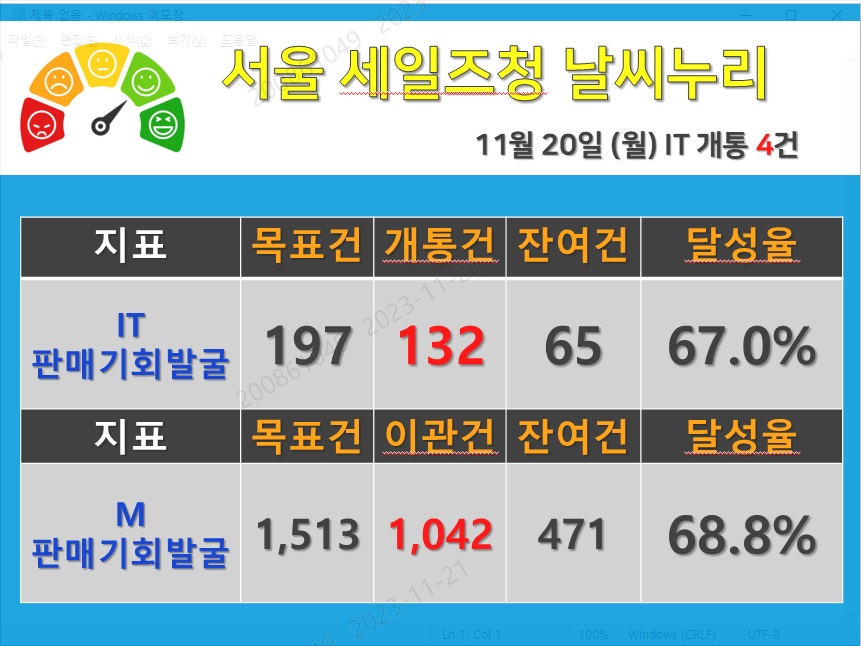 제목 없음 - Windows 메모장
파일(F) 편집(E) 서식(O) 보기(V) 도움말
서울 세일즈청 날씨누리
11월 20일 (월) IT 개통 4건
지표 목표건 개통건 잔여건 달성율
IT
판매기회발굴 197 132 65 67.0%
지표 목표건 이관건 잔여건 달성율
M
판매기회발굴 1,513 1,042 471 68.8%
2023-11-21
2023-11-21
Ln 1, Col 1 100% Windows (CRLF) UTF-8